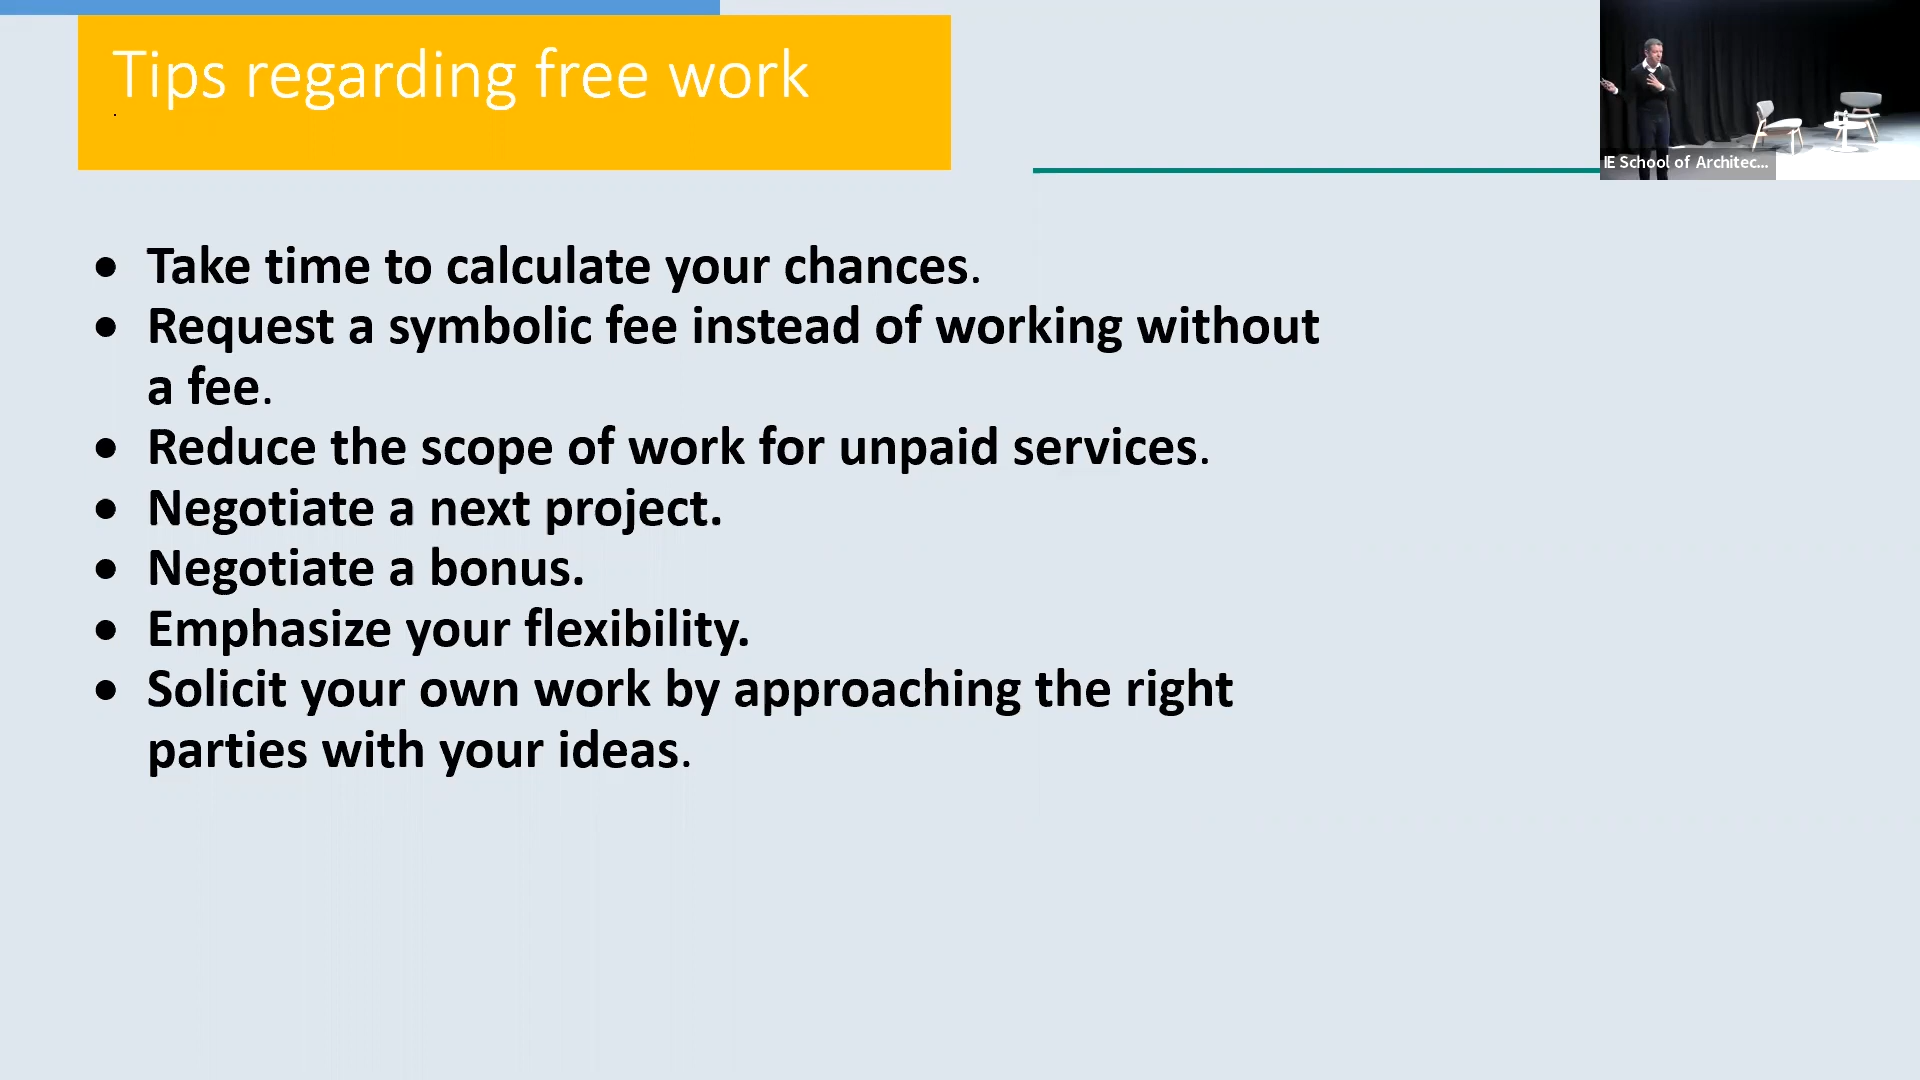 Tips regarding free work
.
IE School of Architec...
• Take time to calculate your chances.
• Request a symbolic fee instead of working without
a fee.
• Reduce the scope of work for unpaid services.
• Negotiate a next project.
• Negotiate a bonus.
• Emphasize your flexibility.
• Solicit your own work by approaching the right
parties with your ideas.